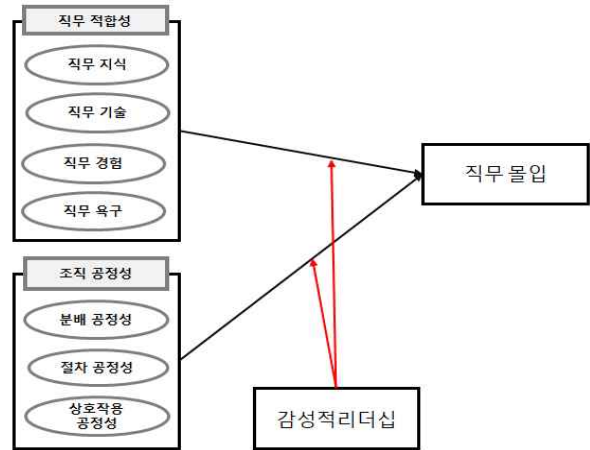 직무 적합성
직무 지식
직무 기술
직무 경험
직무 욕구
직무 몰입
조직 공정성
분배 공정성
절차 공정성
상호작용
공정성
감성적리더십